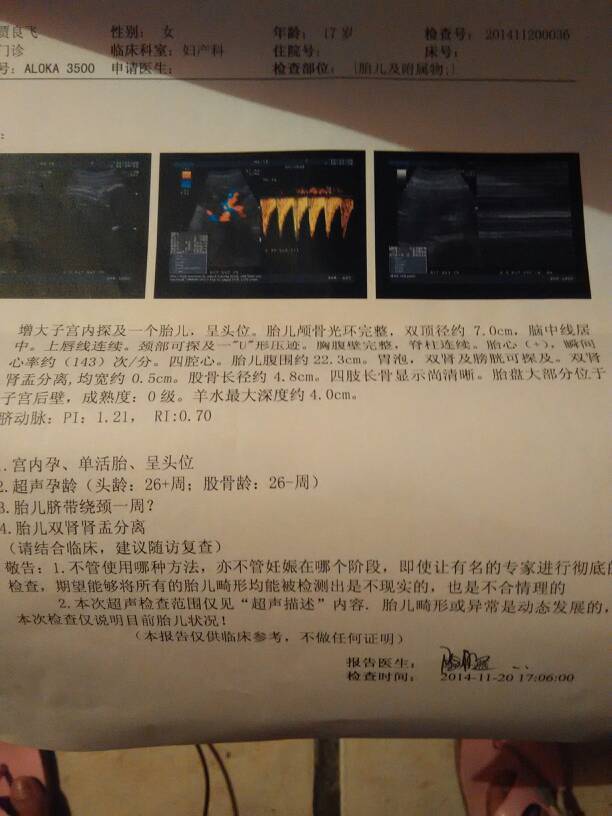 贾良飞 性别: 女 年龄: 17岁 检查号: 201411200036
门诊 临床科室: 妇产科 住院号: 床号:
号: ALOKA 3500 申请医生: 检查部位: (胎儿及附属物;)
:
增大子宫内探及一个胎儿，呈头位。胎儿颅骨光环完整，双顶径约 7.0cm，脑中线居
中。上唇线连续。颈部可探及一"U"形压迹。胸腹壁完整，脊柱连续。胎心（+），瞬间
心率约（143）次/分。四腔心。胎儿腹围约22.3cm。胃泡，双肾及膀胱可探及。双肾
肾盂分离，均宽约 0.5cm。股骨长径约 4.8cm。四肢长骨显示尚清晰。胎盘大部分位于
子宫后壁，成熟度：0级。羊水最大深度约4.0cm。
脐动脉：PI：1.21， RI:0.70
1.宫内孕、单活胎、呈头位
2.超声孕龄（头龄：26+周；股骨龄：26-周）
3.胎儿脐带绕颈一周？
4.胎儿双肾肾盂分离
（请结合临床，建议随访复查）
敬告：1.不管使用哪种方法，亦不管妊娠在哪个阶段，即使让有名的专家进行彻底的
检查，期望能够将所有的胎儿畸形均能被检测出是不现实的，也是不合情理的
2.本次超声检查范围仅见“超声描述”内容. 胎儿畸形或异常是动态发展的，
本次检查仅说明目前胎儿状况！
（本报告仅供临床参考，不做任何证明）
报告医生：
检查时间： 2014-11-20 17:06:00